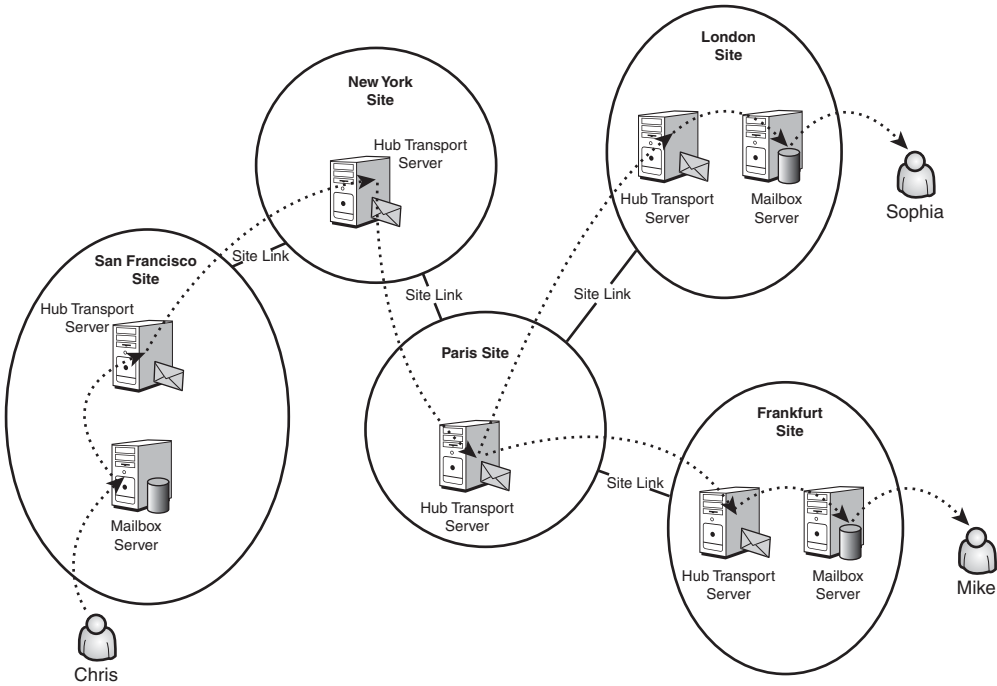 London
Site
New York
Site
Hub Transport
Server
Hub Transport
Server
Mailbox
Server
Sophia
San Francisco
Site
Site Link
Hub Transport
Server
Site Link
Site Link
Paris Site
Frankfurt
Site
Site Link
Hub Transport
Server
Mailbox
Server
Hub Transport
Server
Mailbox
Server
Mike
Chris